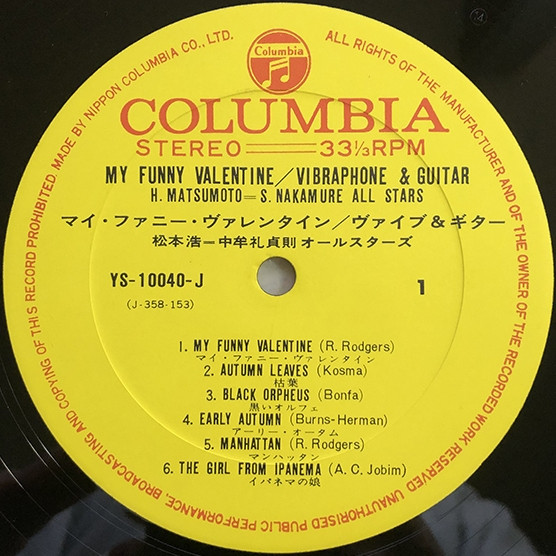 Columbia
COLUMBIA
STEREO 33⅓RPM
MY FUNNY VALENTINE/VIBRAPHONE & GUITAR
H. MATSUMOTO=S. NAKAMURE ALL STARS
マイ・ファニー・ヴァレンタイン/ヴァイブ&ギター
松本浩=中牟礼貞則オールスターズ
YS-10040-J
(J-358-153)
1
1. MY FUNNY VALENTINE (R. Rodgers)
マイ・ファニー・ヴァレンタイン
2. AUTUMN LEAVES (Kosma)
枯葉
3. BLACK ORPHEUS (Bonfa)
黒いオルフェ
4. EARLY AUTUMN (Burns-Herman)
アーリー・オータム
5. MANHATTAN (R. Rodgers)
マンハッタン
6. THE GIRL FROM IPANEMA (A. C. Jobim)
イパネマの娘
MADE BY NIPPON COLUMBIA CO., LTD. ALL RIGHTS OF THE MANUFACTURER AND OF THE OWNER OF THE RECORDED WORK RESERVED UNAUTHORISED PUBLIC PERFORMANCE, BROADCASTING AND COPYING OF THIS RECORD PROHIBITED.